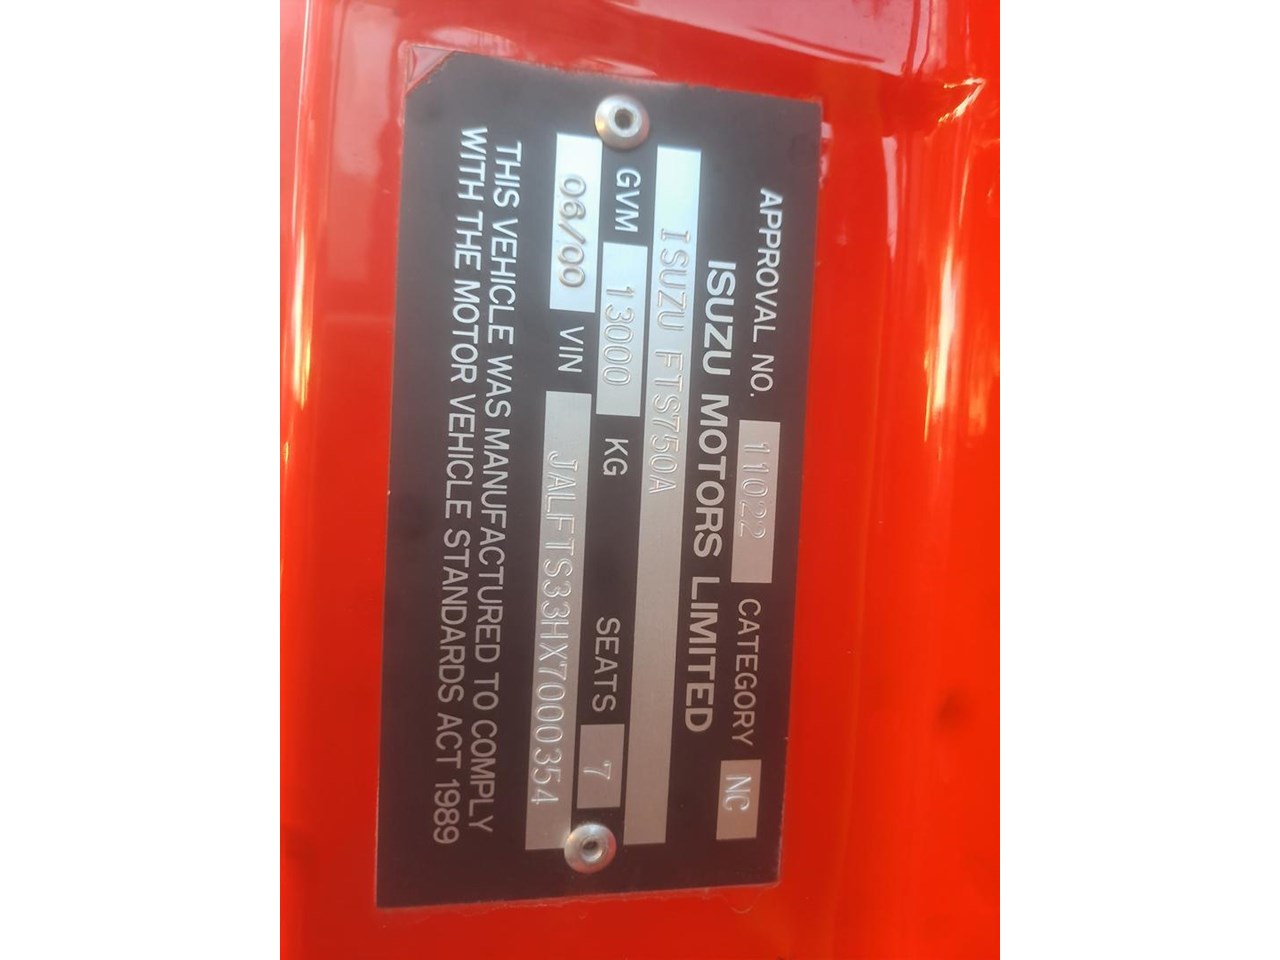 APPROVAL NO. 11022 CATEGORY NC
ISUZU MOTORS LIMITED
ISUZU FTS750A
GVM 13000 KG SEATS 7
06/00 VIN JALFTS33HX7000354
THIS VEHICLE WAS MANUFACTURED TO COMPLY
WITH THE MOTOR VEHICLE STANDARDS ACT 1989